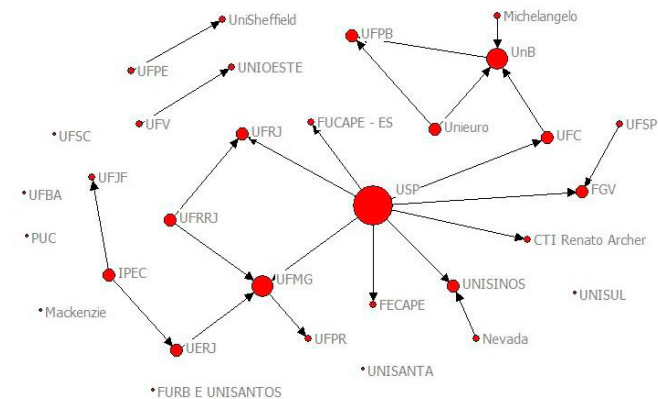 Michelangelo
UniSheffield
UFPB
UnB
UFPE
UNIOESTE
UFV
FUCAPE - ES
UFSP
UFSC
UFRJ
Unieuro
UFC
UFJF
UFBA
USP
FGV
UFRRJ
PUC
CTI Renato Archer
IPEC
UFMG
UNISINOS
UNISUL
Mackenzie
FECAPE
UERJ
UFPR
Nevada
UNISANTA
FURB E UNISANTOS